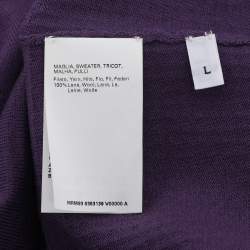 MAGLIA, SWEATER, TRICOT,
MALHA, PULLI
Filato, Yarn, Hilo, Fio, Fil, Faden
100% Lana, Wool, Lana, La,
Laine, Wolle
L